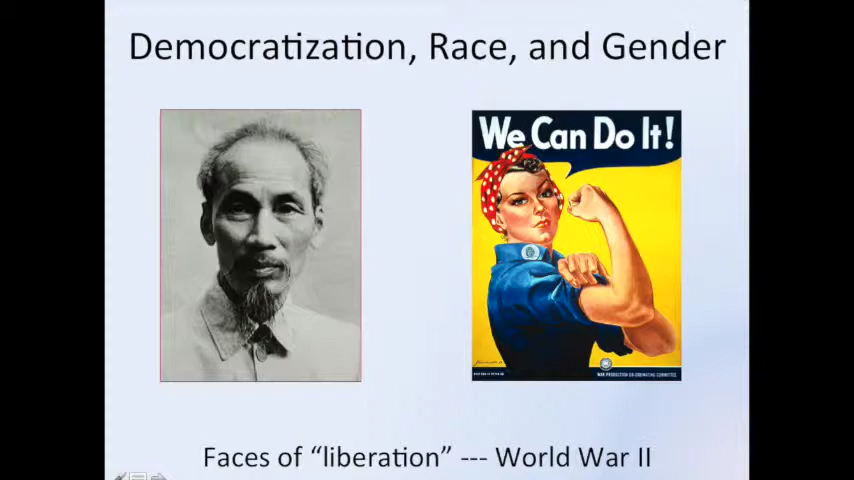 Democratization, Race, and Gender
We Can Do It!
WAR PRODUCTION CO-ORDINATING COMMITTEE
Faces of “liberation” --- World War II